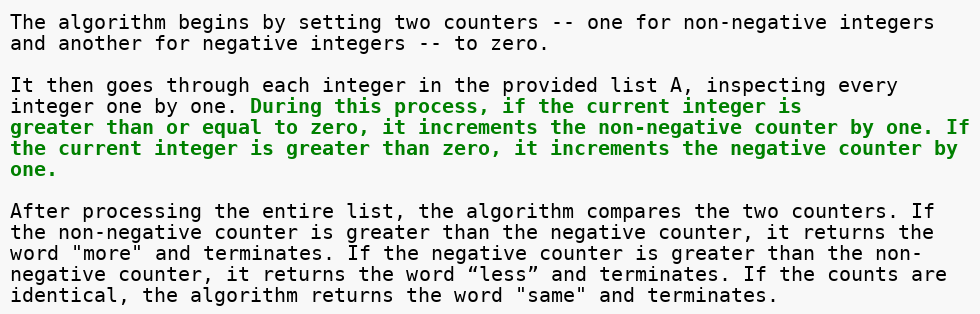 The algorithm begins by setting two counters -- one for non-negative integers
and another for negative integers -- to zero.
It then goes through each integer in the provided list A, inspecting every
integer one by one. During this process, if the current integer is
greater than or equal to zero, it increments the non-negative counter by one. If
the current integer is greater than zero, it increments the negative counter by
one.
After processing the entire list, the algorithm compares the two counters. If
the non-negative counter is greater than the negative counter, it returns the
word "more" and terminates. If the negative counter is greater than the non-
negative counter, it returns the word “less” and terminates. If the counts are
identical, the algorithm returns the word "same" and terminates.